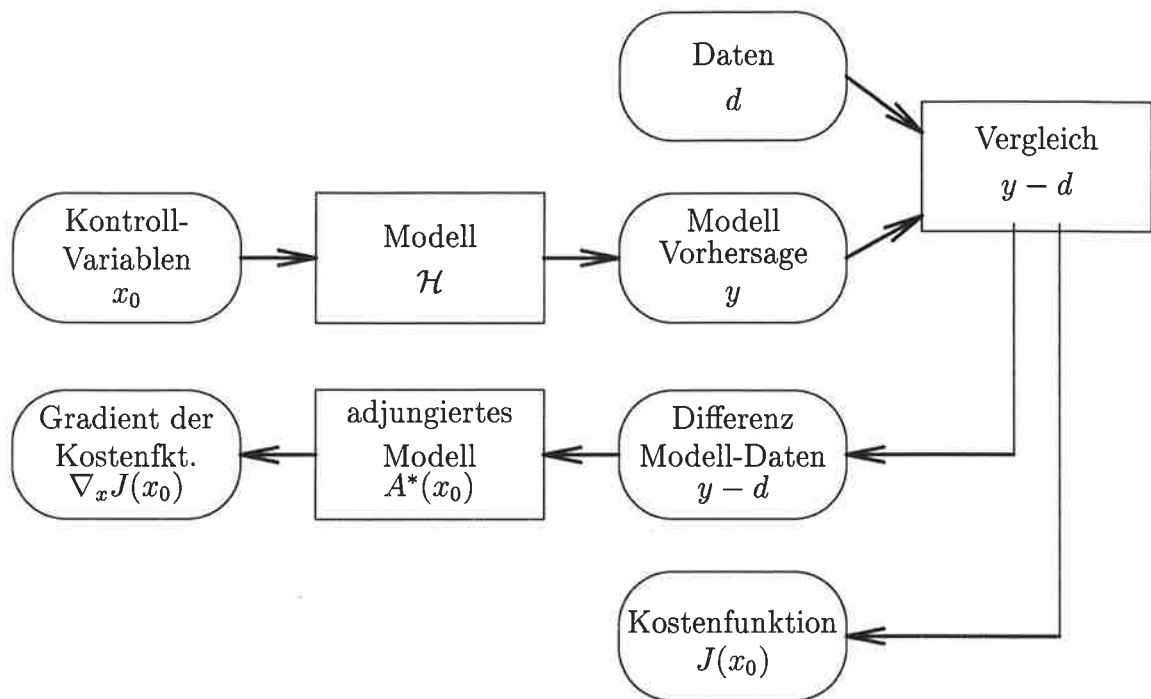 Daten
d
Vergleich
y − d
Kontroll-
Variablen
x₀
Modell
ℋ
Modell
Vorhersage
y
Gradient der
Kostenfkt.
∇ₓJ(x₀)
adjungiertes
Modell
A*(x₀)
Differenz
Modell-Daten
y − d
Kostenfunktion
J(x₀)